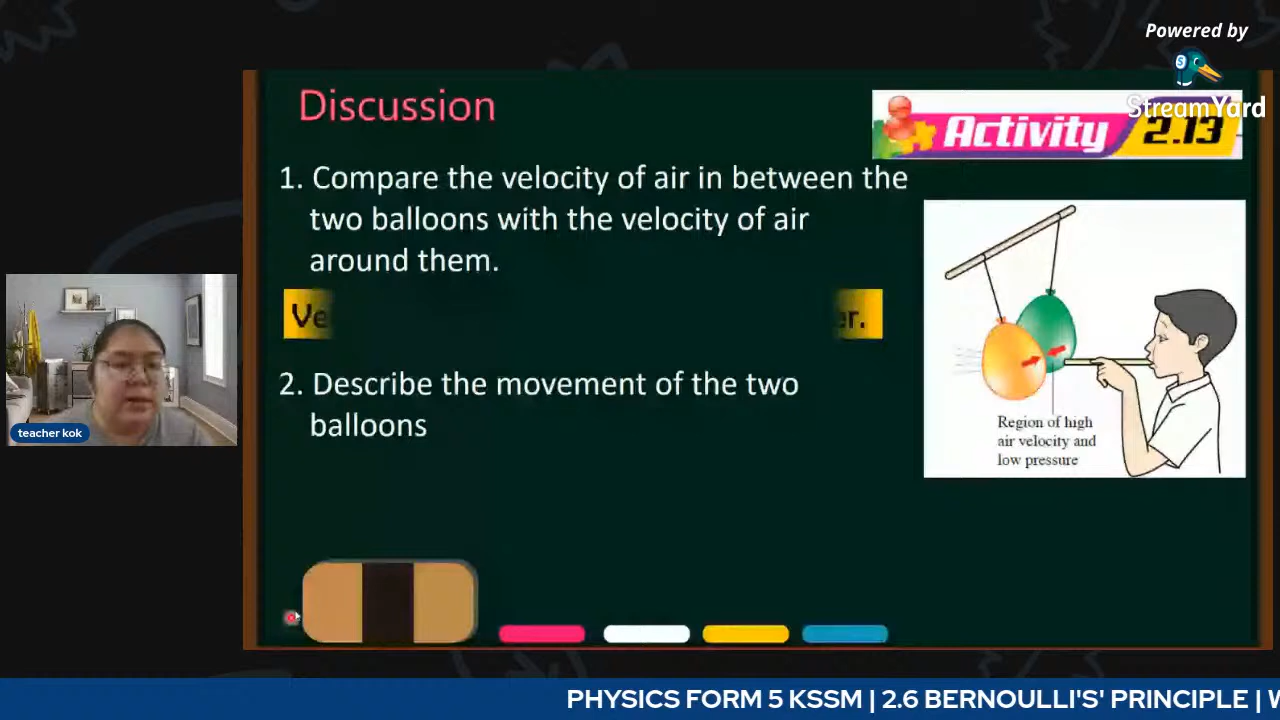 Powered by
StreamYard
Discussion
Activity 2.13
1. Compare the velocity of air in between the
two balloons with the velocity of air
around them.
Ve
er.
2. Describe the movement of the two
balloons
Region of high
air velocity and
low pressure
teacher kok
PHYSICS FORM 5 KSSM | 2.6 BERNOULLI'S' PRINCIPLE |